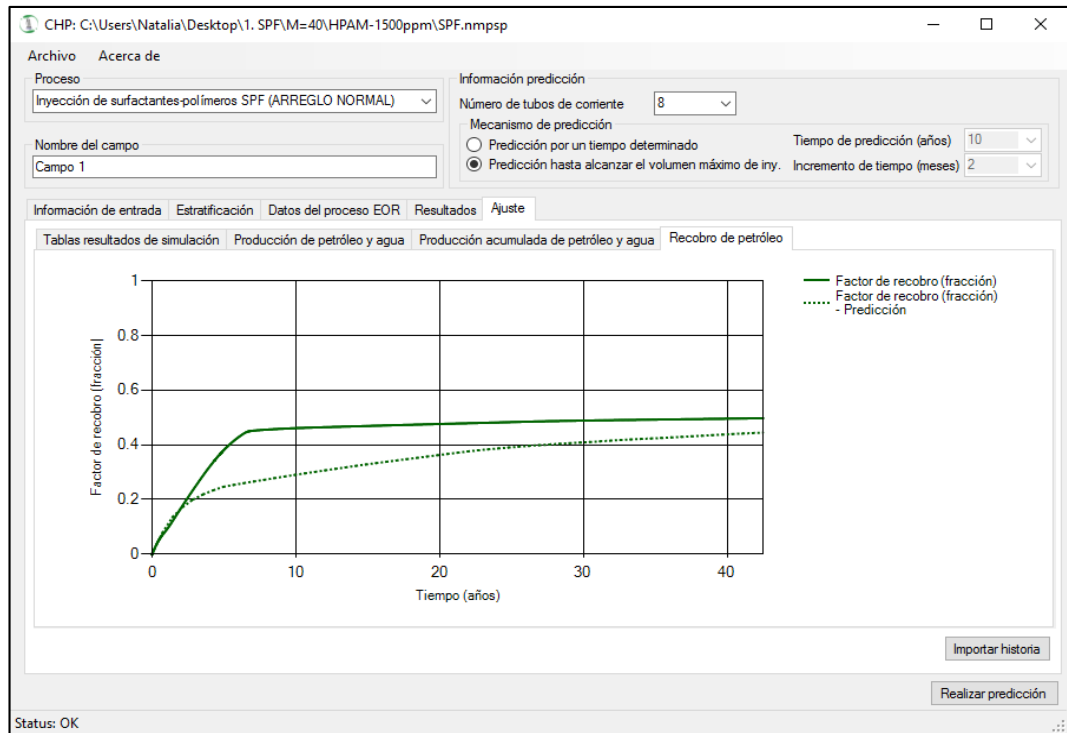 CHP: C:\Users\Natalia\Desktop\1. SPF\M=40\HPAM-1500ppm\SPF.nmpsp
Archivo Acerca de
Proceso
Inyección de surfactantes-polímeros SPF (ARREGLO NORMAL)
Nombre del campo
Campo 1
Información predicción
Número de tubos de corriente 8
Mecanismo de predicción
Predicción por un tiempo determinado
Predicción hasta alcanzar el volumen máximo de iny.
Tiempo de predicción (años) 10
Incremento de tiempo (meses) 2
Información de entrada Estratificación Datos del proceso EOR Resultados Ajuste
Tablas resultados de simulación Producción de petróleo y agua Producción acumulada de petróleo y agua Recobro de petróleo
Factor de recobro (fracción)
1
0.8
0.6
0.4
0.2
0
0 10 20 30 40
Tiempo (años)
Factor de recobro (fracción)
Factor de recobro (fracción)
- Predicción
Importar historia
Realizar predicción
Status: OK